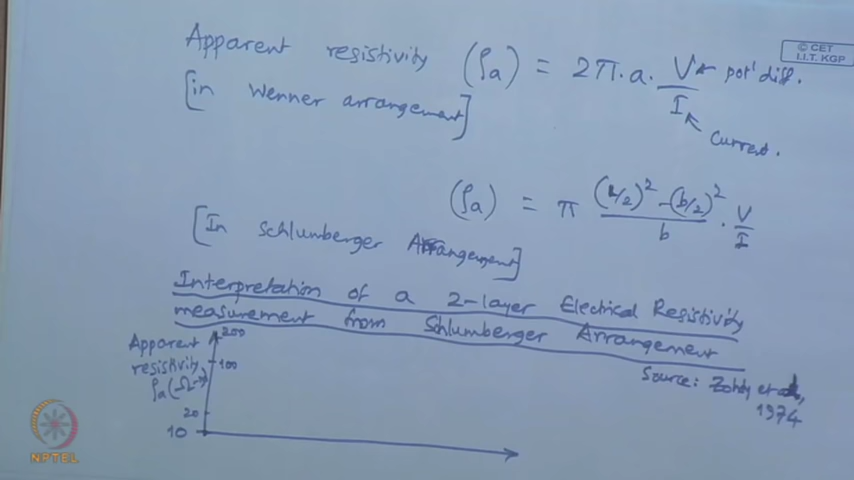 © CET
I.I.T. KGP
Apparent resistivity (ρa) = 2π.a. V/I ← pot'l diff.
[in Wenner arrangement]
Current.
(ρa) = π (L/2)² - (b/2)² / b . V/I
[In Schlumberger Arrangement]
Interpretation of a 2-layer Electrical Resistivity
measurement from Schlumberger Arrangement
Source: Zohdy et al.,
1974
Apparent
resistivity
ρa (Ω-m)
200
100
20
10
NPTEL